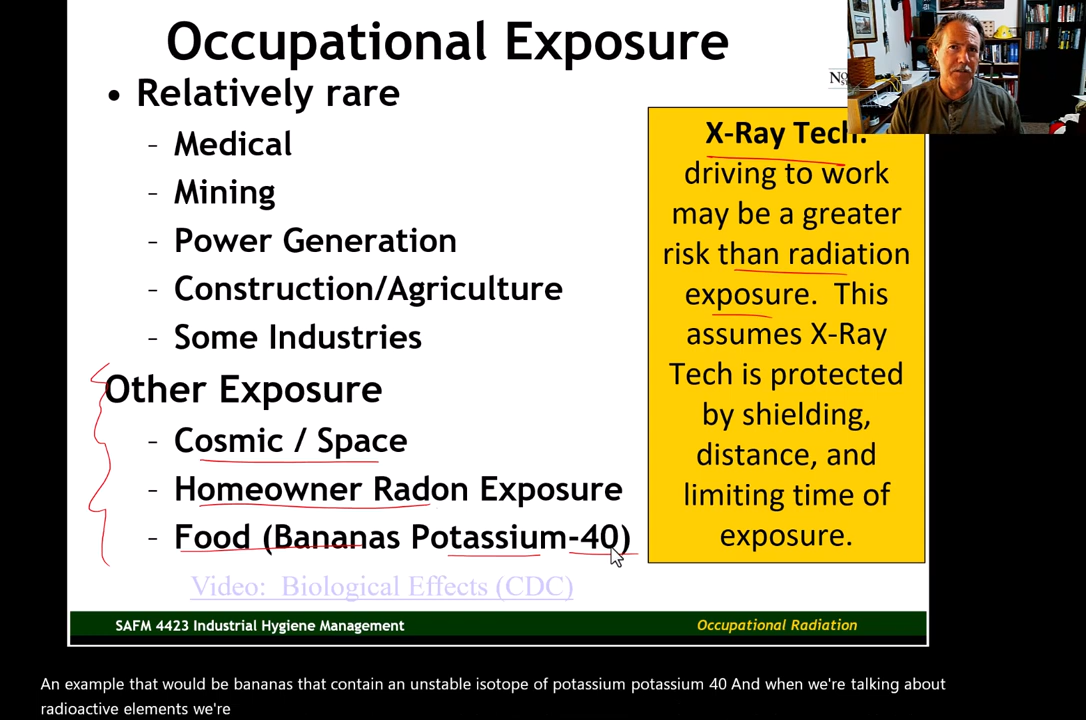 Occupational Exposure
• Relatively rare
- Medical
- Mining
- Power Generation
- Construction/Agriculture
- Some Industries
Other Exposure
- Cosmic / Space
- Homeowner Radon Exposure
- Food (Bananas Potassium-40)
Video: Biological Effects (CDC)
X-Ray Tech:
driving to work
may be a greater
risk than radiation
exposure. This
assumes X-Ray
Tech is protected
by shielding,
distance, and
limiting time of
exposure.
SAFM 4423 Industrial Hygiene Management
Occupational Radiation
An example that would be bananas that contain an unstable isotope of potassium potassium 40 And when we're talking about
radioactive elements we're